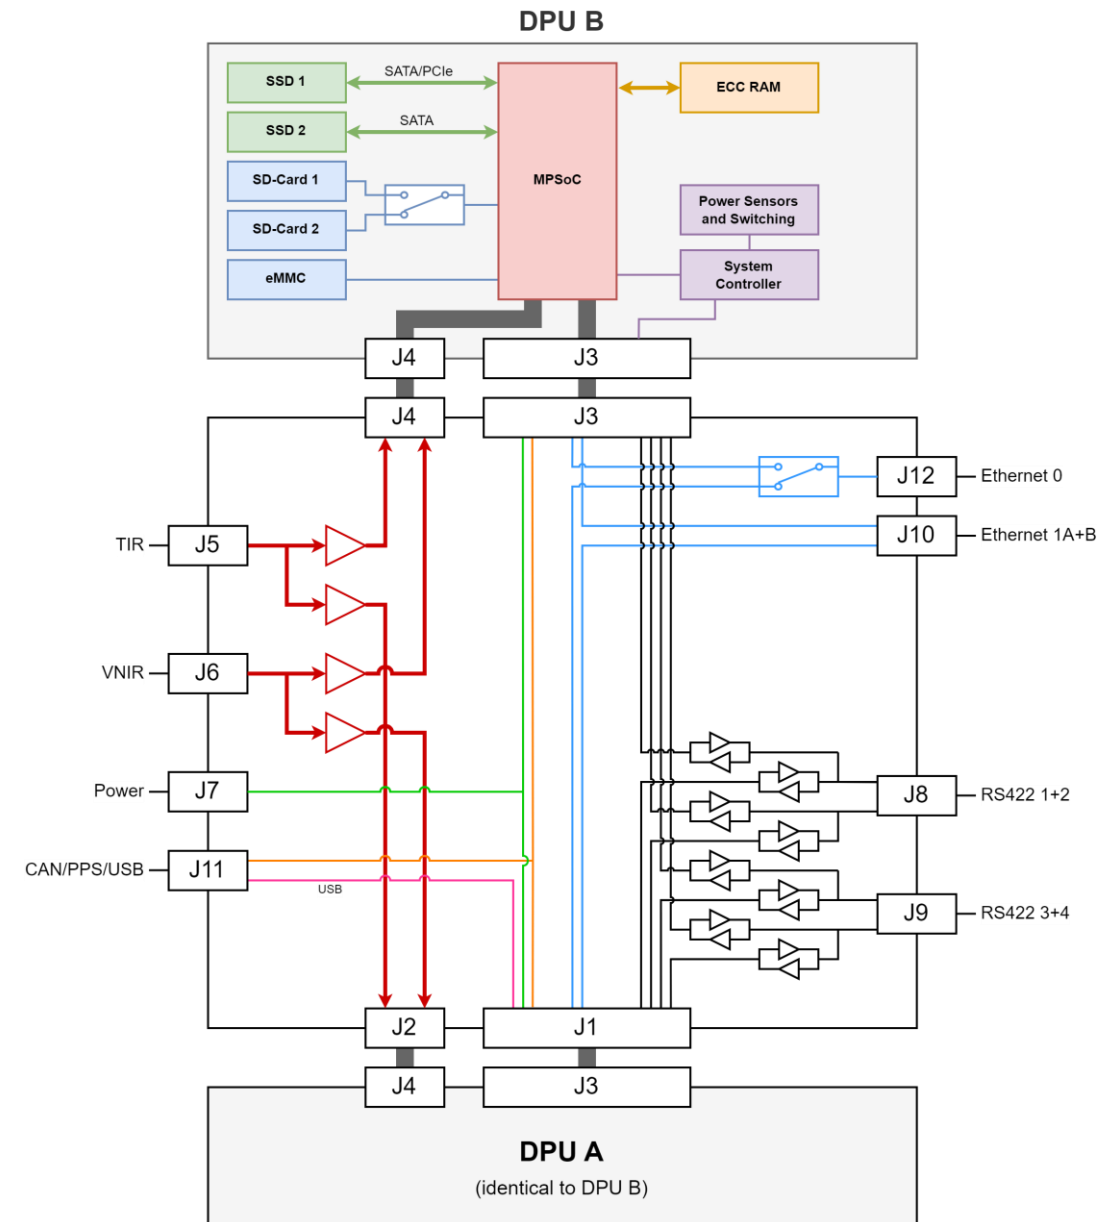 DPU B
SSD 1
SATA/PCIe
ECC RAM
SSD 2
SATA
SD-Card 1
MPSoC
SD-Card 2
Power Sensors
and Switching
eMMC
System
Controller
J4
J3
J4
J3
J12
Ethernet 0
J10
Ethernet 1A+B
TIR
J5
VNIR
J6
Power
J7
J8
RS422 1+2
CAN/PPS/USB
J11
USB
J9
RS422 3+4
J2
J1
J4
J3
DPU A
(identical to DPU B)